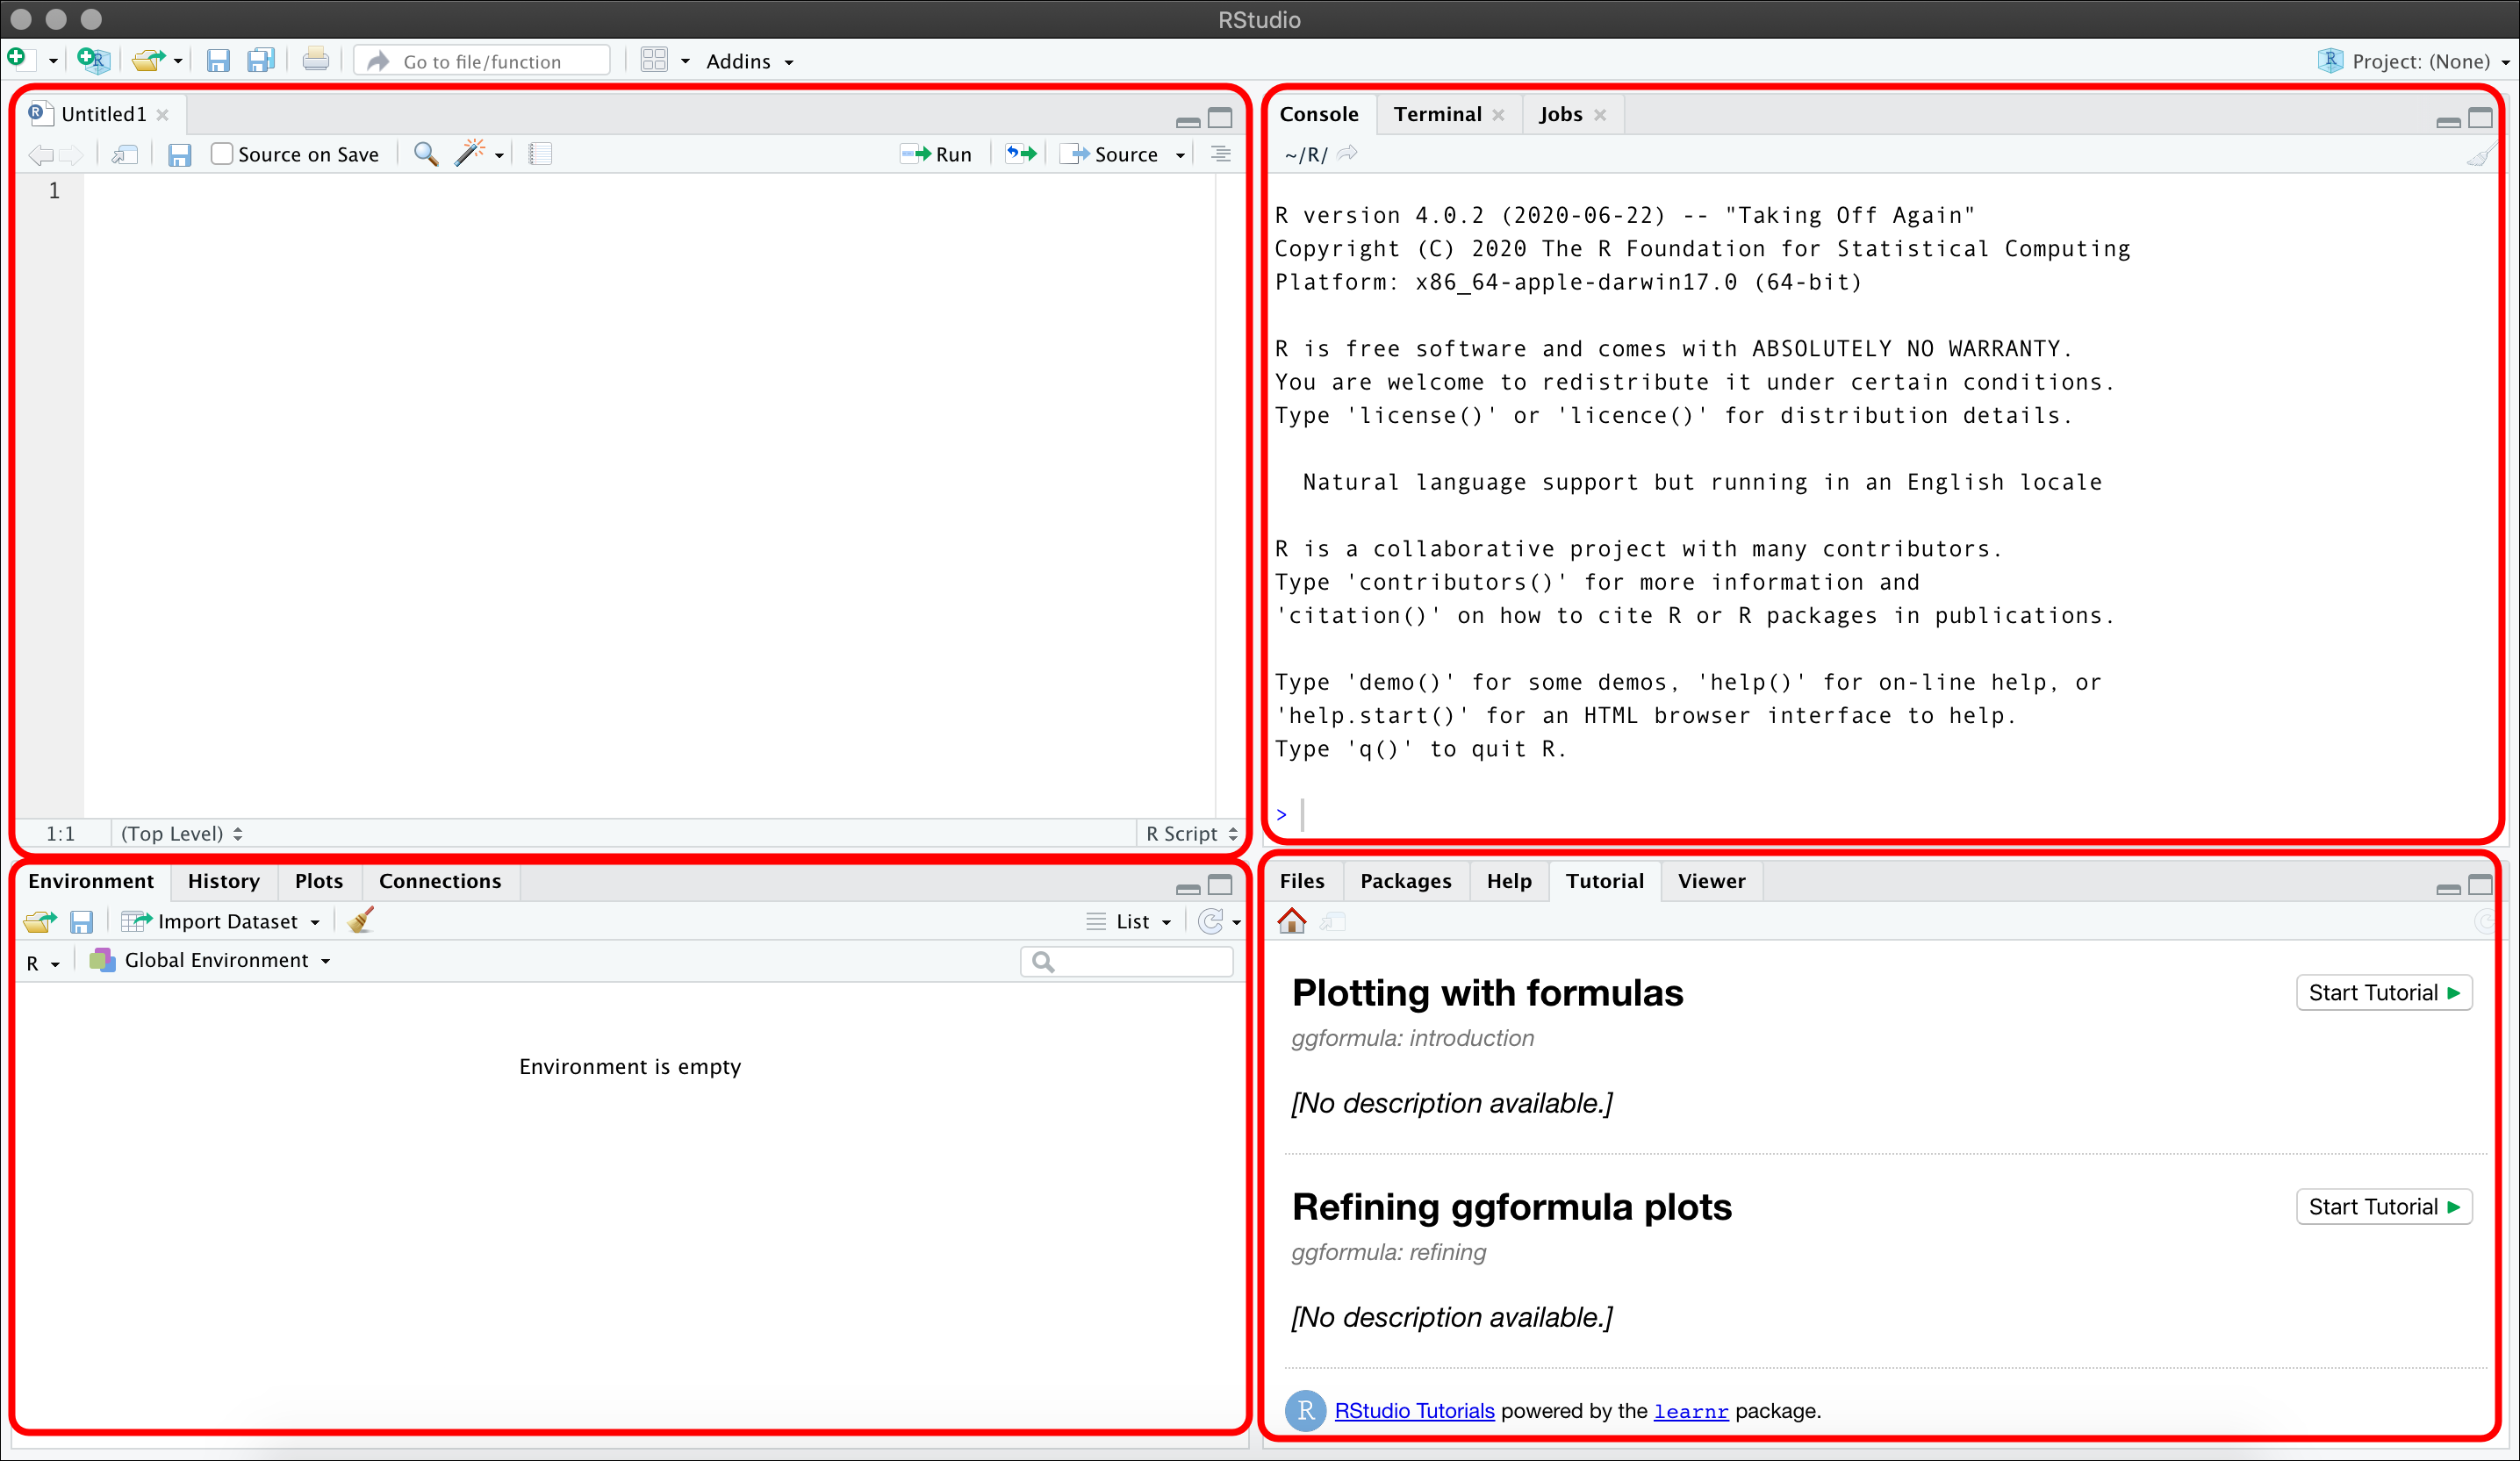 RStudio
Go to file/function
Addins
Project: (None)
Untitled1
Source on Save
Run
Source
1
1:1
(Top Level)
R Script
Console
Terminal
Jobs
~/R/
R version 4.0.2 (2020-06-22) -- "Taking Off Again"
Copyright (C) 2020 The R Foundation for Statistical Computing
Platform: x86_64-apple-darwin17.0 (64-bit)
R is free software and comes with ABSOLUTELY NO WARRANTY.
You are welcome to redistribute it under certain conditions.
Type 'license()' or 'licence()' for distribution details.
Natural language support but running in an English locale
R is a collaborative project with many contributors.
Type 'contributors()' for more information and
'citation()' on how to cite R or R packages in publications.
Type 'demo()' for some demos, 'help()' for on-line help, or
'help.start()' for an HTML browser interface to help.
Type 'q()' to quit R.
>
Environment
History
Plots
Connections
Import Dataset
List
R
Global Environment
Environment is empty
Files
Packages
Help
Tutorial
Viewer
Plotting with formulas
Start Tutorial
ggformula: introduction
[No description available.]
Refining ggformula plots
Start Tutorial
ggformula: refining
[No description available.]
R RStudio Tutorials powered by the learnr package.